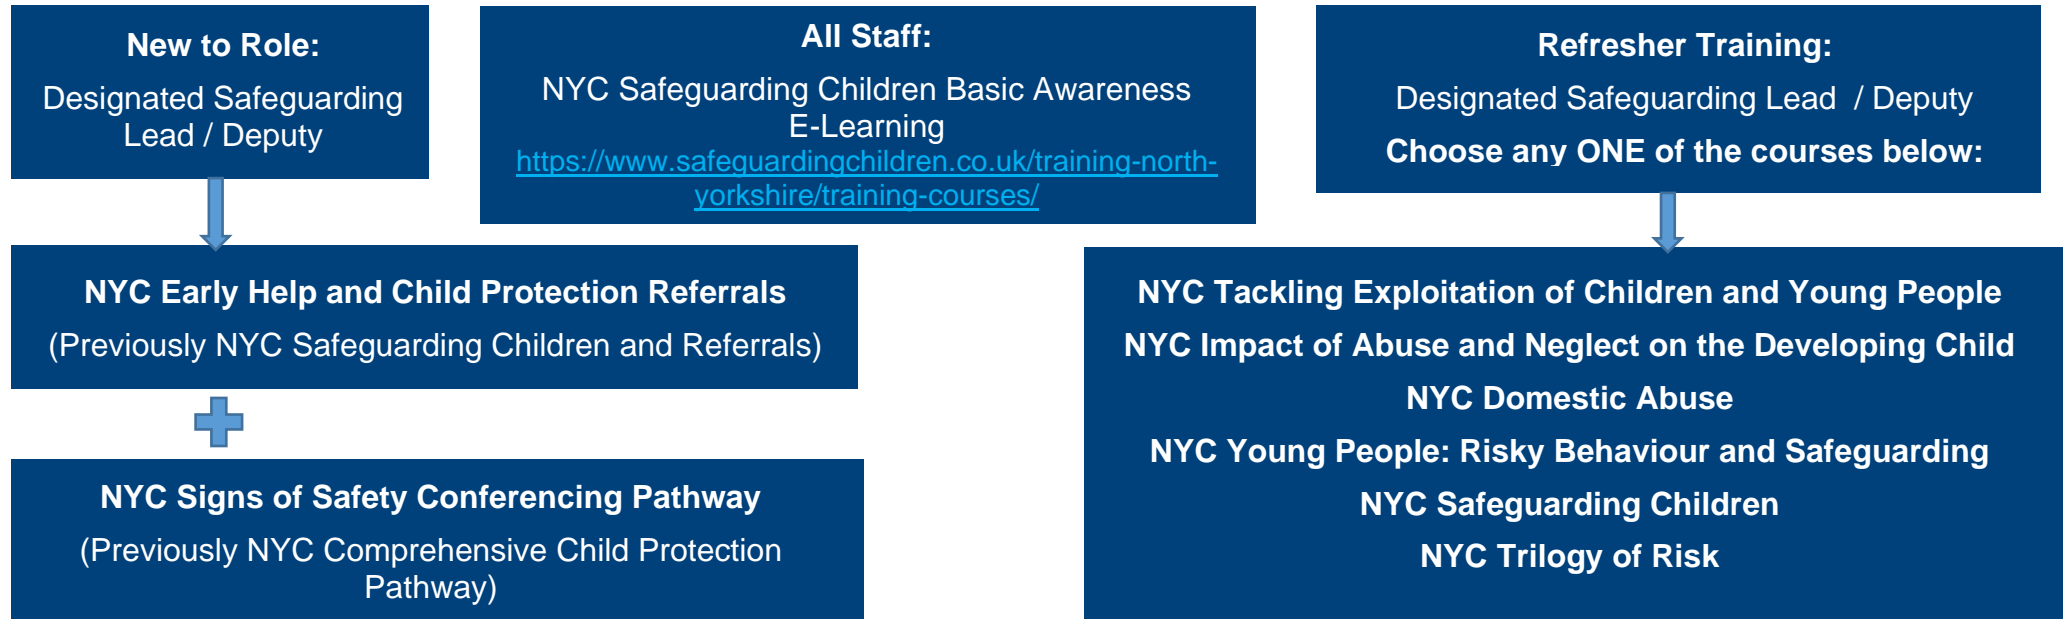 New to Role:
Designated Safeguarding
Lead / Deputy
All Staff:
NYC Safeguarding Children Basic Awareness
E-Learning
https://www.safeguardingchildren.co.uk/training-north-
yorkshire/training-courses/
Refresher Training:
Designated Safeguarding Lead  / Deputy
Choose any ONE of the courses below:
NYC Early Help and Child Protection Referrals
(Previously NYC Safeguarding Children and Referrals)
NYC Signs of Safety Conferencing Pathway
(Previously NYC Comprehensive Child Protection
Pathway)
NYC Tackling Exploitation of Children and Young People
NYC Impact of Abuse and Neglect on the Developing Child
NYC Domestic Abuse
NYC Young People: Risky Behaviour and Safeguarding
NYC Safeguarding Children
NYC Trilogy of Risk